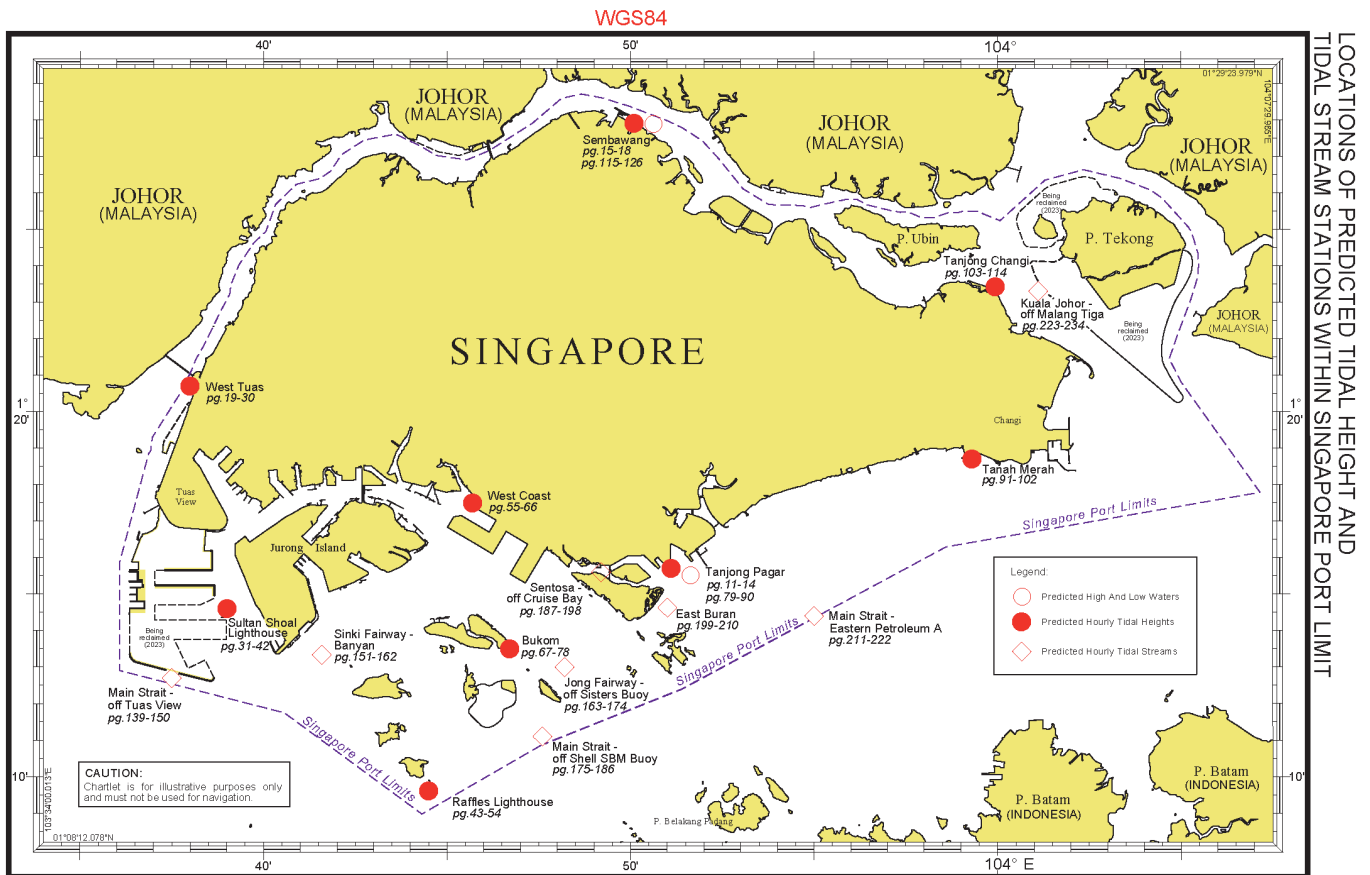 WGS84
LOCATIONS OF PREDICTED TIDAL HEIGHT AND
TIDAL STREAM STATIONS WITHIN SINGAPORE PORT LIMIT
40'
50'
104°
01°29'23.979"N
104°07'29.965"E
JOHOR
(MALAYSIA)
JOHOR
(MALAYSIA)
JOHOR
(MALAYSIA)
JOHOR
(MALAYSIA)
Sembawang
pg.15-18
pg.115-126
Being
reclaimed
(2023)
P. Ubin
P. Tekong
Tanjong Changi
pg.103-114
Kuala Johor -
off Malang Tiga
pg.223-234
Being
reclaimed
(2023)
JOHOR
(MALAYSIA)
SINGAPORE
West Tuas
pg.19-30
1°
20'
1°
20'
Changi
Tanah Merah
pg.91-102
Tuas
View
West Coast
pg.55-66
Singapore Port Limits
Jurong Island
Tanjong Pagar
pg.11-14
pg.79-90
Sentosa -
off Cruise Bay
pg.187-198
East Buran
pg.199-210
Main Strait -
Eastern Petroleum A
pg.211-222
Legend:
Predicted High And Low Waters
Predicted Hourly Tidal Heights
Predicted Hourly Tidal Streams
Sultan Shoal
Lighthouse
pg.31-42
Being
reclaimed
(2023)
Sinki Fairway -
Banyan
pg.151-162
Bukom
pg.67-78
Singapore Port Limits
Jong Fairway -
off Sisters Buoy
pg.163-174
Main Strait -
off Tuas View
pg.139-150
Singapore Port Limits
Main Strait -
off Shell SBM Buoy
pg.175-186
CAUTION:
Chartlet is for illustrative purposes only
and must not be used for navigation.
Raffles Lighthouse
pg.43-54
P. Belakang Padang
P. Batam
(INDONESIA)
P. Batam
(INDONESIA)
10'
10'
103°34'00.013"E
01°08'12.078"N
40'
50'
104° E